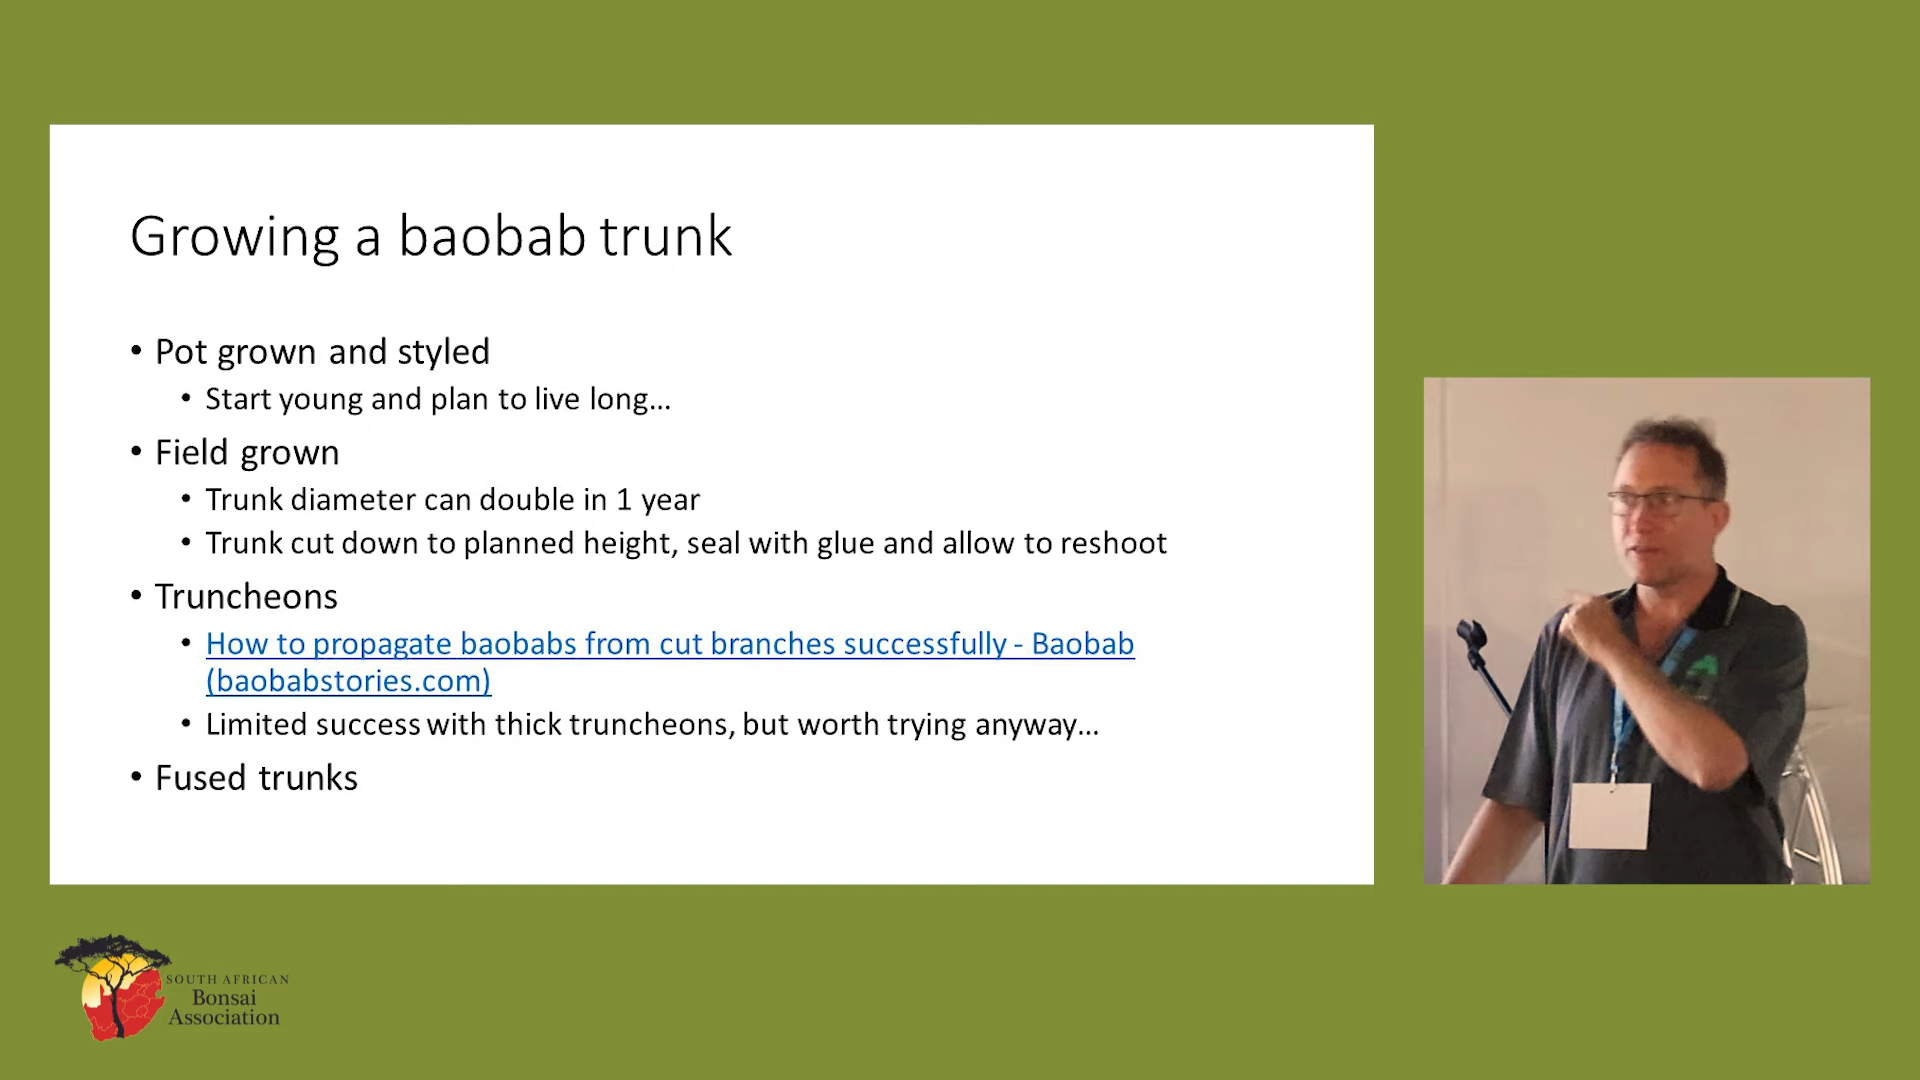 Growing a baobab trunk
• Pot grown and styled
• Start young and plan to live long...
• Field grown
• Trunk diameter can double in 1 year
• Trunk cut down to planned height, seal with glue and allow to reshoot
• Truncheons
• How to propagate baobabs from cut branches successfully - Baobab
(baobabstories.com)
• Limited success with thick truncheons, but worth trying anyway...
• Fused trunks
SOUTH AFRICAN
Bonsai
Association